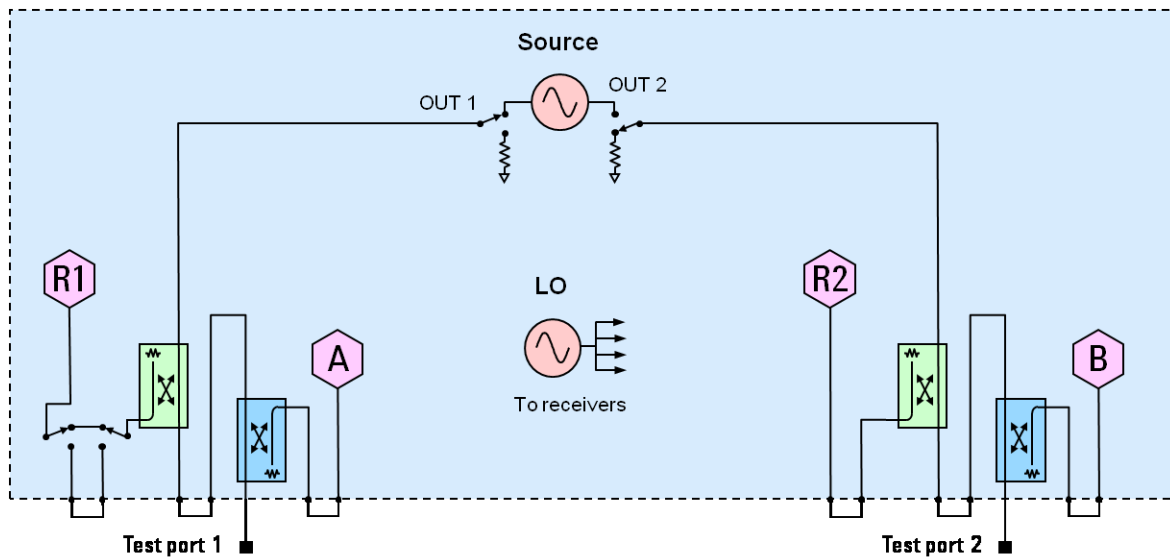 Source
OUT 1
OUT 2
R1
LO
R2
A
B
To receivers
Test port 1
Test port 2